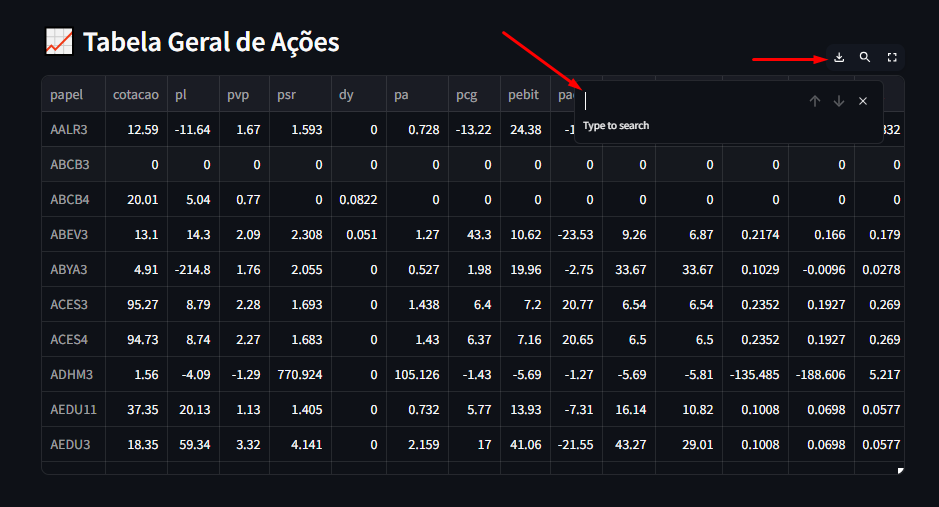 Tabela Geral de Ações
papel cotacao pl pvp psr dy pa pcg pebit
Type to search
AALR3 12.59 -11.64 1.67 1.593 0 0.728 -13.22 24.38
ABCB3 0 0 0 0 0 0 0 0 0 0 0 0 0 0
ABCB4 20.01 5.04 0.77 0 0.0822 0 0 0 0 0 0 0 0 0
ABEV3 13.1 14.3 2.09 2.308 0.051 1.27 43.3 10.62 -23.53 9.26 6.87 0.2174 0.166 0.179
ABYA3 4.91 -214.8 1.76 2.055 0 0.527 1.98 19.96 -2.75 33.67 33.67 0.1029 -0.0096 0.0278
ACES3 95.27 8.79 2.28 1.693 0 1.438 6.4 7.2 20.77 6.54 6.54 0.2352 0.1927 0.269
ACES4 94.73 8.74 2.27 1.683 0 1.43 6.37 7.16 20.65 6.5 6.5 0.2352 0.1927 0.269
ADHM3 1.56 -4.09 -1.29 770.924 0 105.126 -1.43 -5.69 -1.27 -5.69 -5.81 -135.485 -188.606 5.217
AEDU11 37.35 20.13 1.13 1.405 0 0.732 5.77 13.93 -7.31 16.14 10.82 0.1008 0.0698 0.0577
AEDU3 18.35 59.34 3.32 4.141 0 2.159 17 41.06 -21.55 43.27 29.01 0.1008 0.0698 0.0577